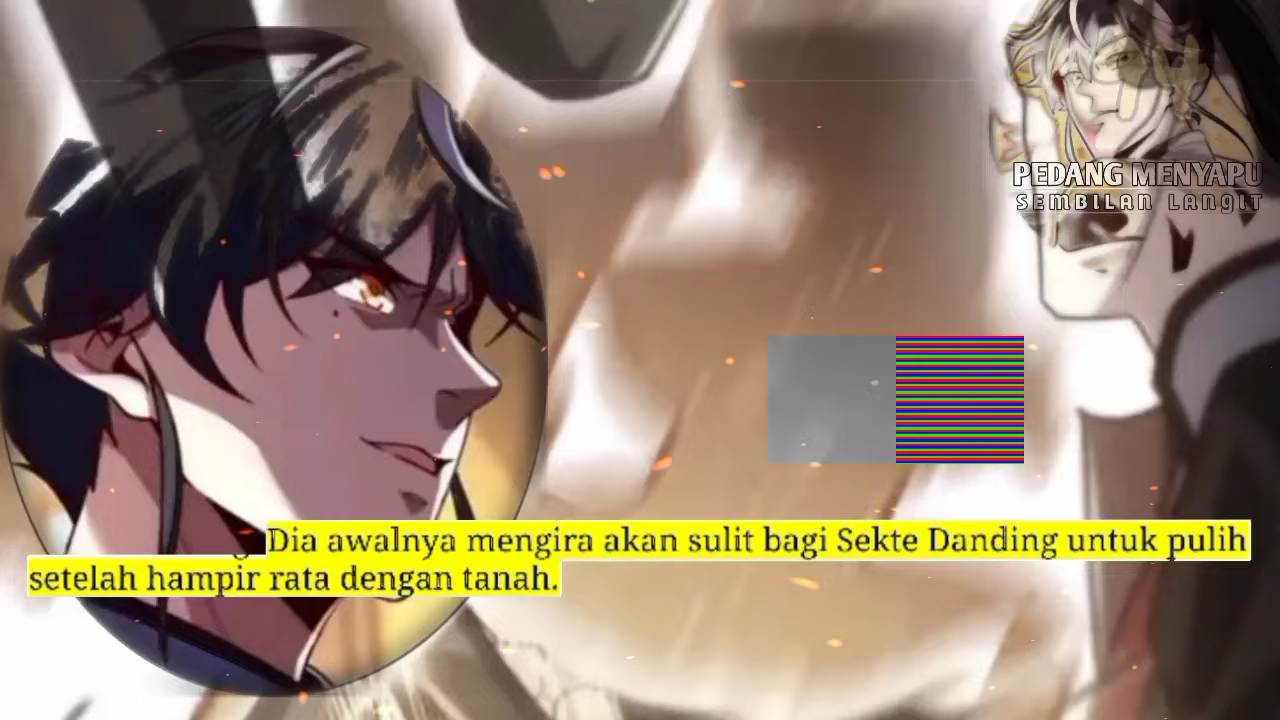 PEDANG MENYAPU
SEMBILAN LANGIT
Dia awalnya mengira akan sulit bagi Sekte Danding untuk pulih
setelah hampir rata dengan tanah.